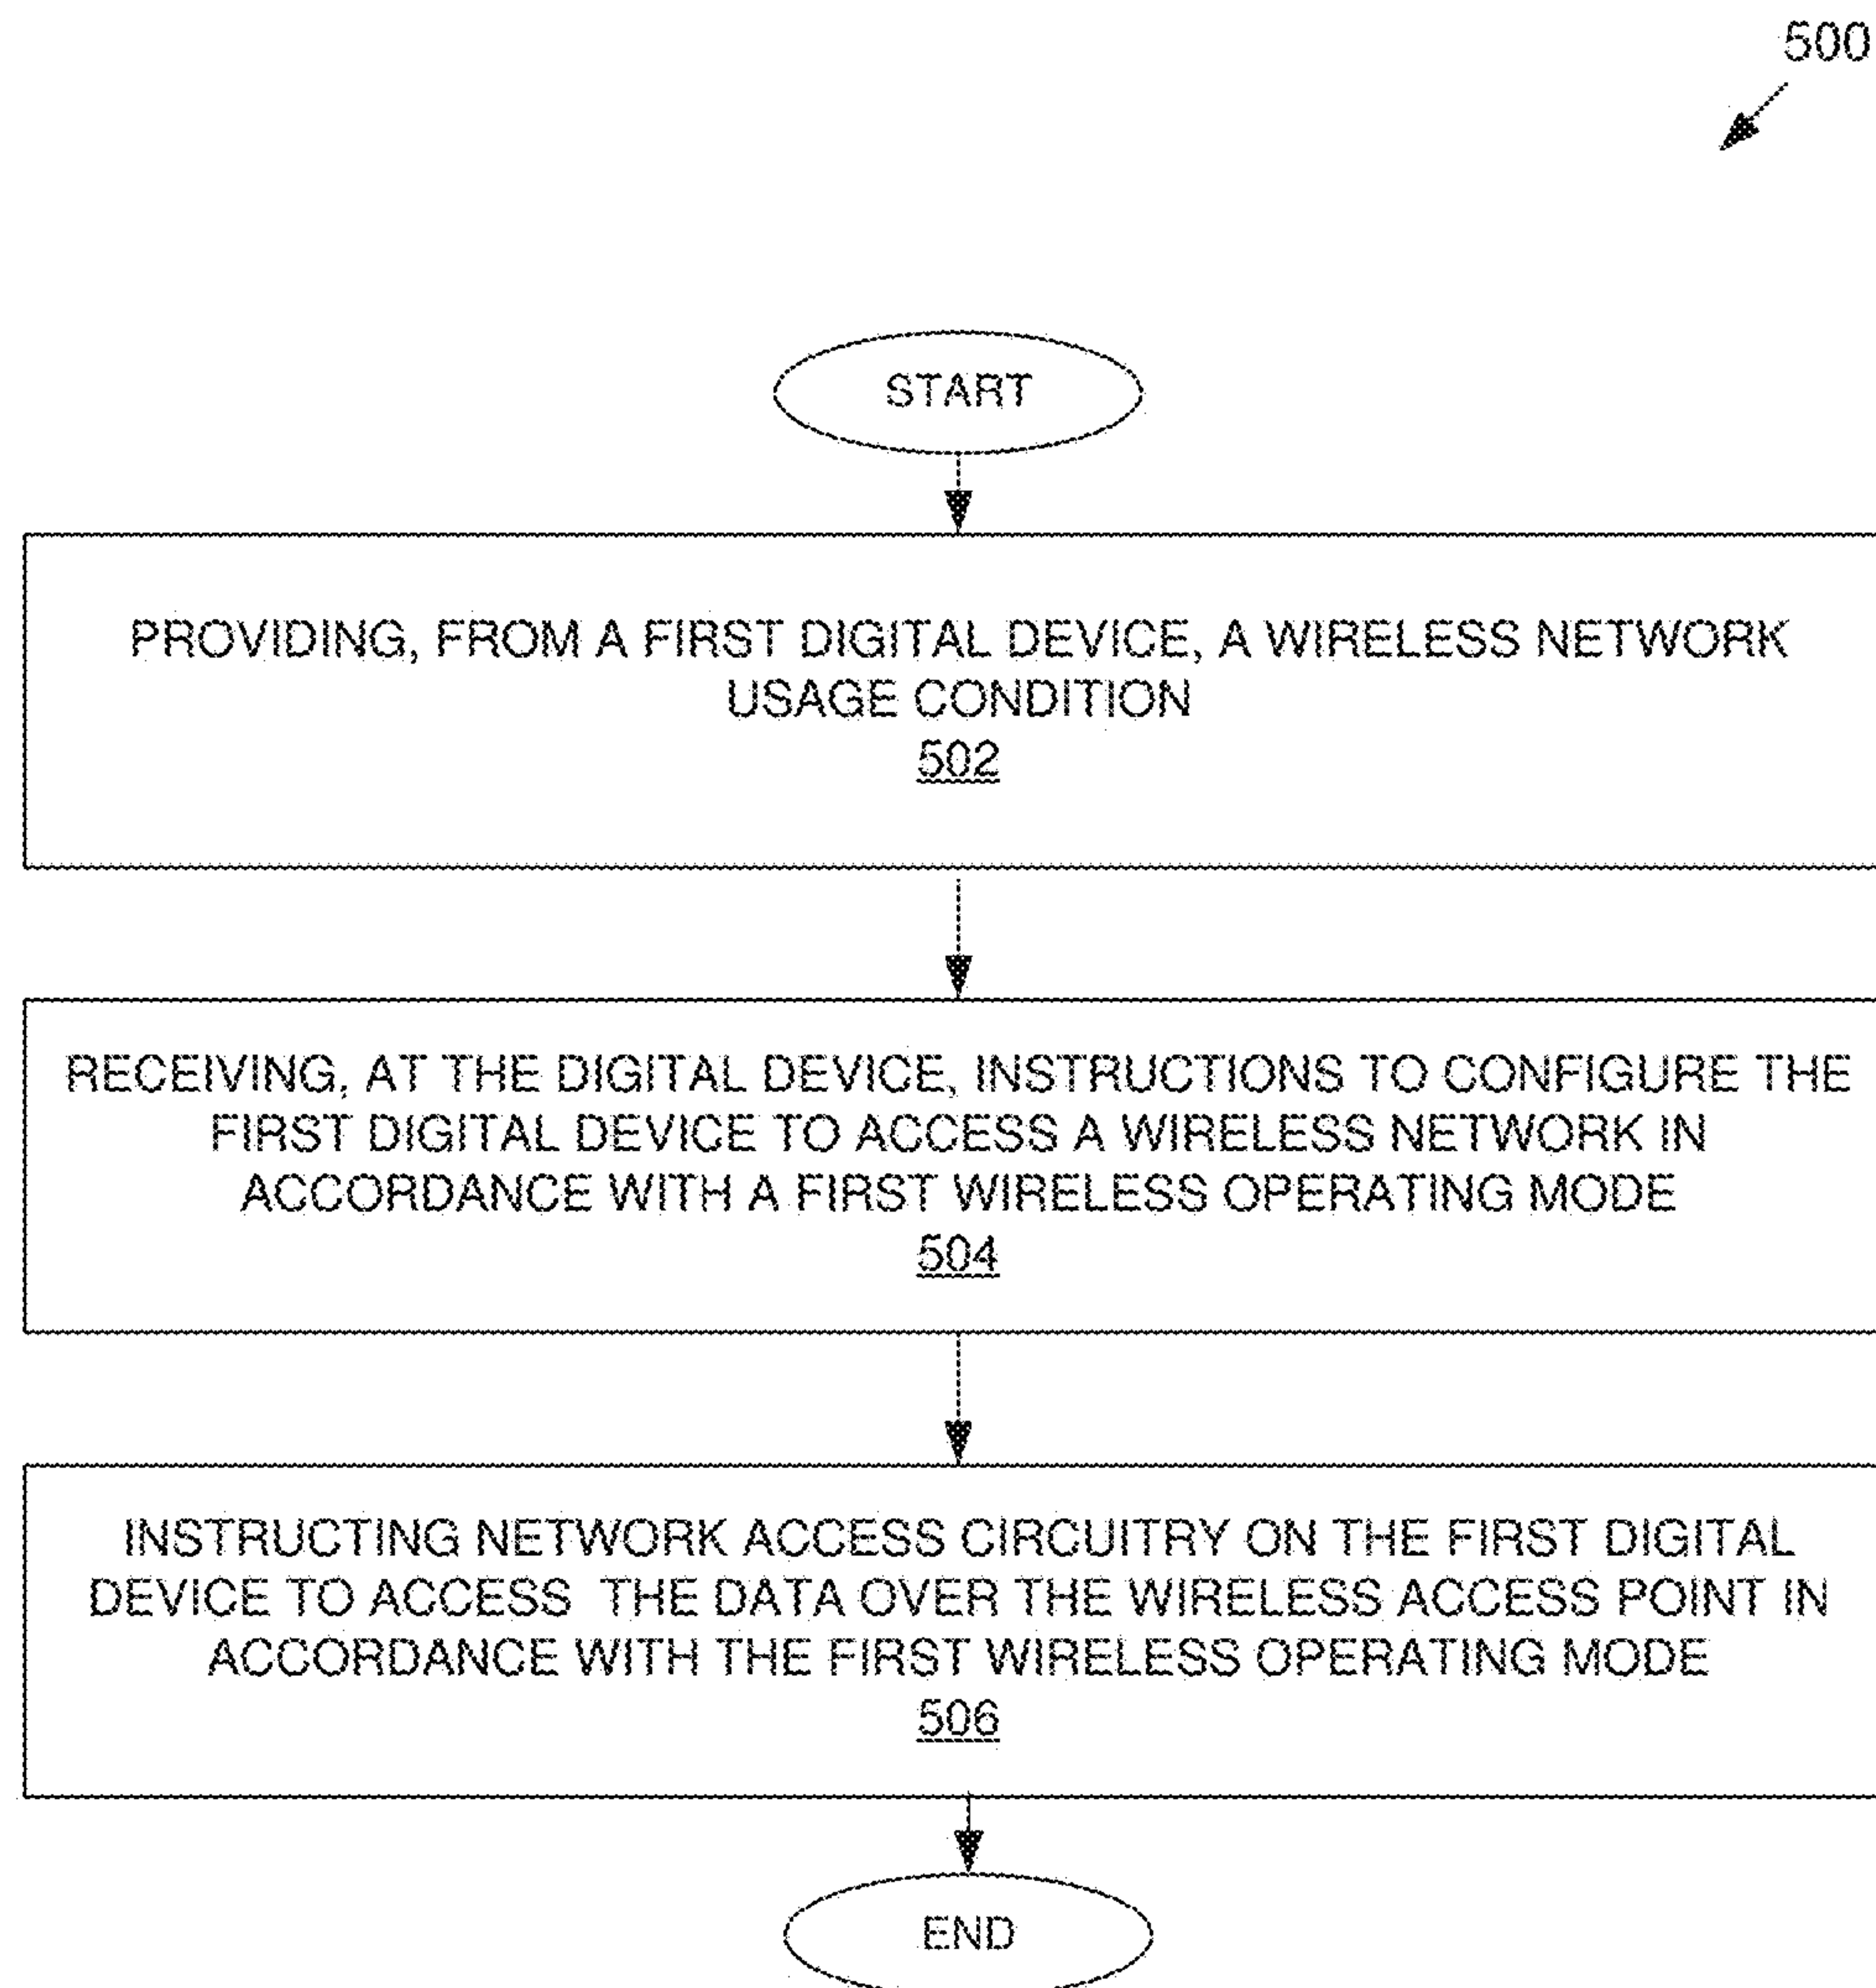 500
START
PROVIDING, FROM A FIRST DIGITAL DEVICE, A WIRELESS NETWORK
USAGE CONDITION
502
RECEIVING, AT THE DIGITAL DEVICE, INSTRUCTIONS TO CONFIGURE THE
FIRST DIGITAL DEVICE TO ACCESS A WIRELESS NETWORK IN
ACCORDANCE WITH A FIRST WIRELESS OPERATING MODE
504
INSTRUCTING NETWORK ACCESS CIRCUITRY ON THE FIRST DIGITAL
DEVICE TO ACCESS THE DATA OVER THE WIRELESS ACCESS POINT IN
ACCORDANCE WITH THE FIRST WIRELESS OPERATING MODE
506
END